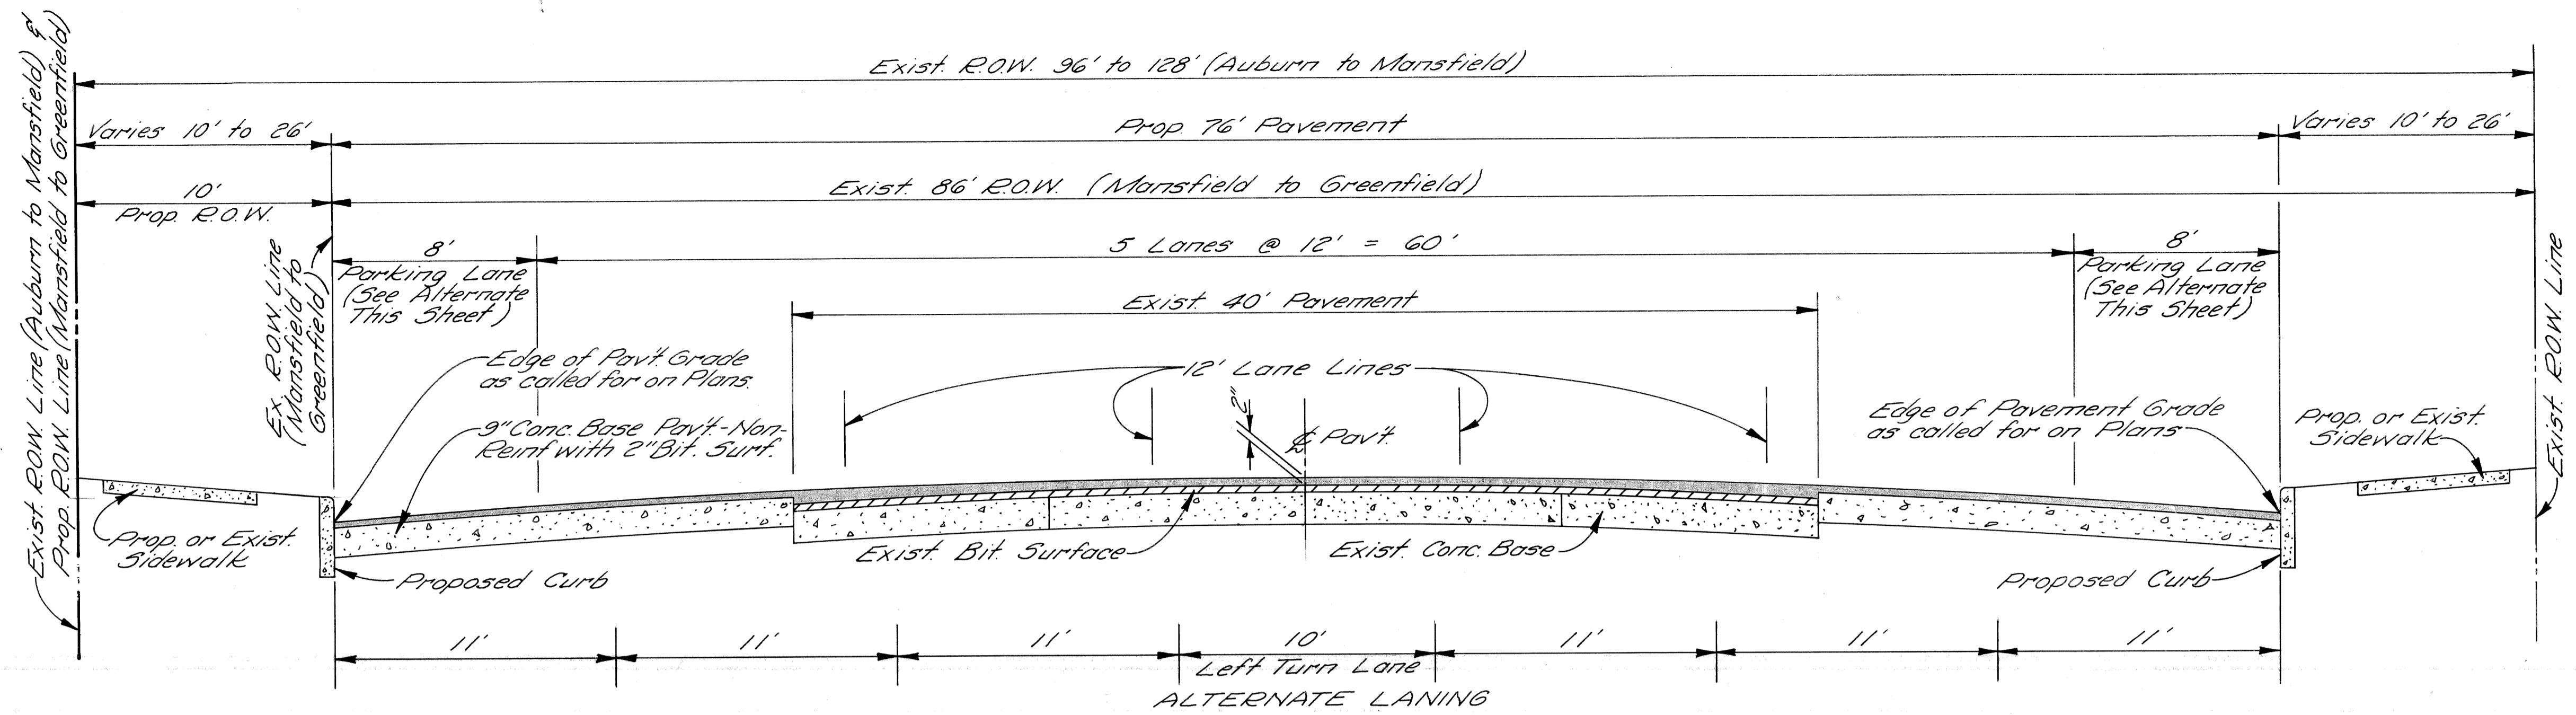 Exist. R.O.W. Line (Auburn to Mansfield) &
Prop. R.O.W. Line (Mansfield to Greenfield)
Exist. R.O.W. 96' to 128' (Auburn to Mansfield)
Varies 10' to 26'
Prop. 76' Pavement
Varies 10' to 26'
10'
Prop. R.O.W.
Exist. 86' R.O.W. (Mansfield to Greenfield)
Ex. R.O.W. Line
(Mansfield to
Greenfield)
8'
Parking Lane
(See Alternate
This Sheet)
5 Lanes @ 12' = 60'
8'
Parking Lane
(See Alternate
This Sheet)
Exist. R.O.W. Line
Exist. 40' Pavement
Edge of Pav't. Grade
as called for on Plans.
12' Lane Lines
2"
℄ Pav't.
9" Conc. Base Pav't.-Non-
Reinf with 2" Bit. Surf.
Edge of Pavement Grade
as called for on Plans
Prop. or Exist.
Sidewalk
Prop. or Exist.
Sidewalk
Exist. Bit. Surface
Exist. Conc. Base
Proposed Curb
Proposed Curb
11'
11'
11'
10'
Left Turn Lane
11'
11'
11'
ALTERNATE LANING